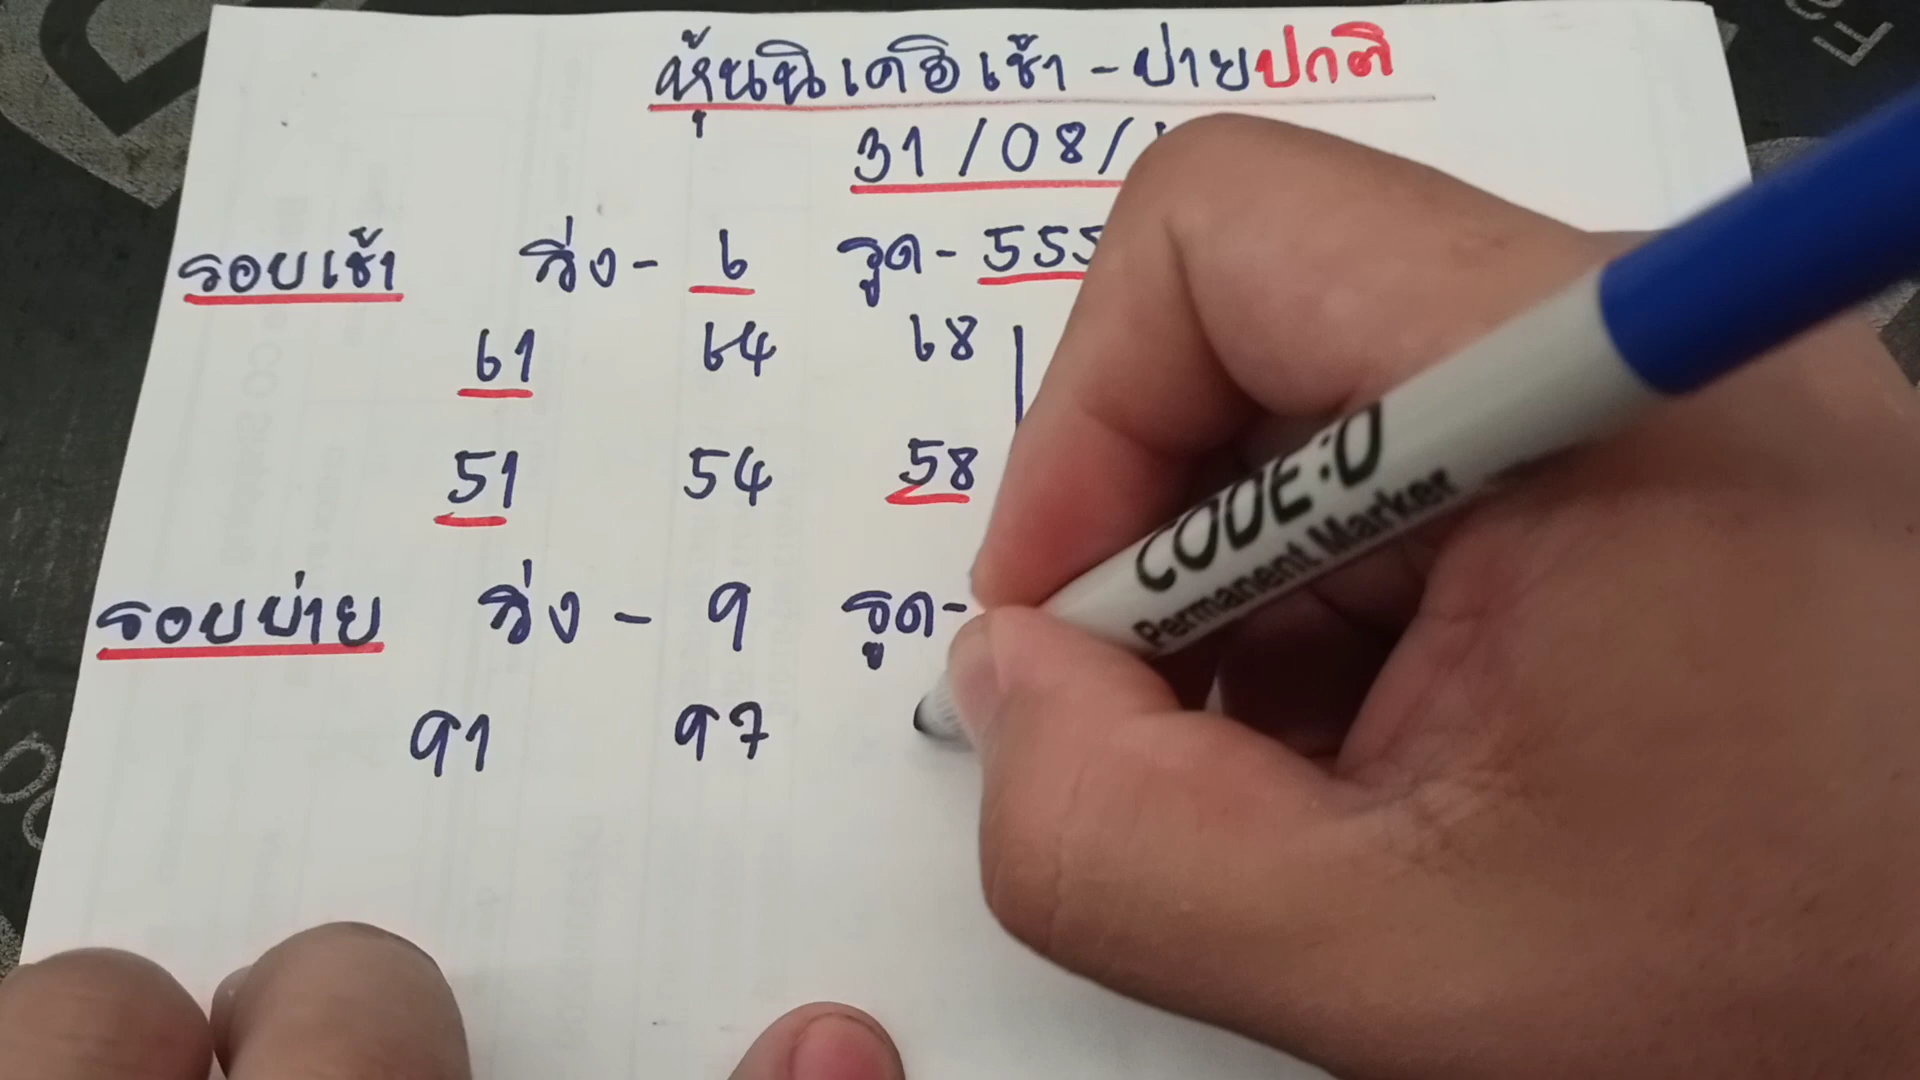 หุ้นนิเคอิเช้า - บ่ายปกติ
31/08/
รอบเช้า วิ่ง - 6 รูด - 555
61 64 68
51 54 58
รอบบ่าย วิ่ง - 9 รูด -
91 97
CODE:D
Permanent Marker